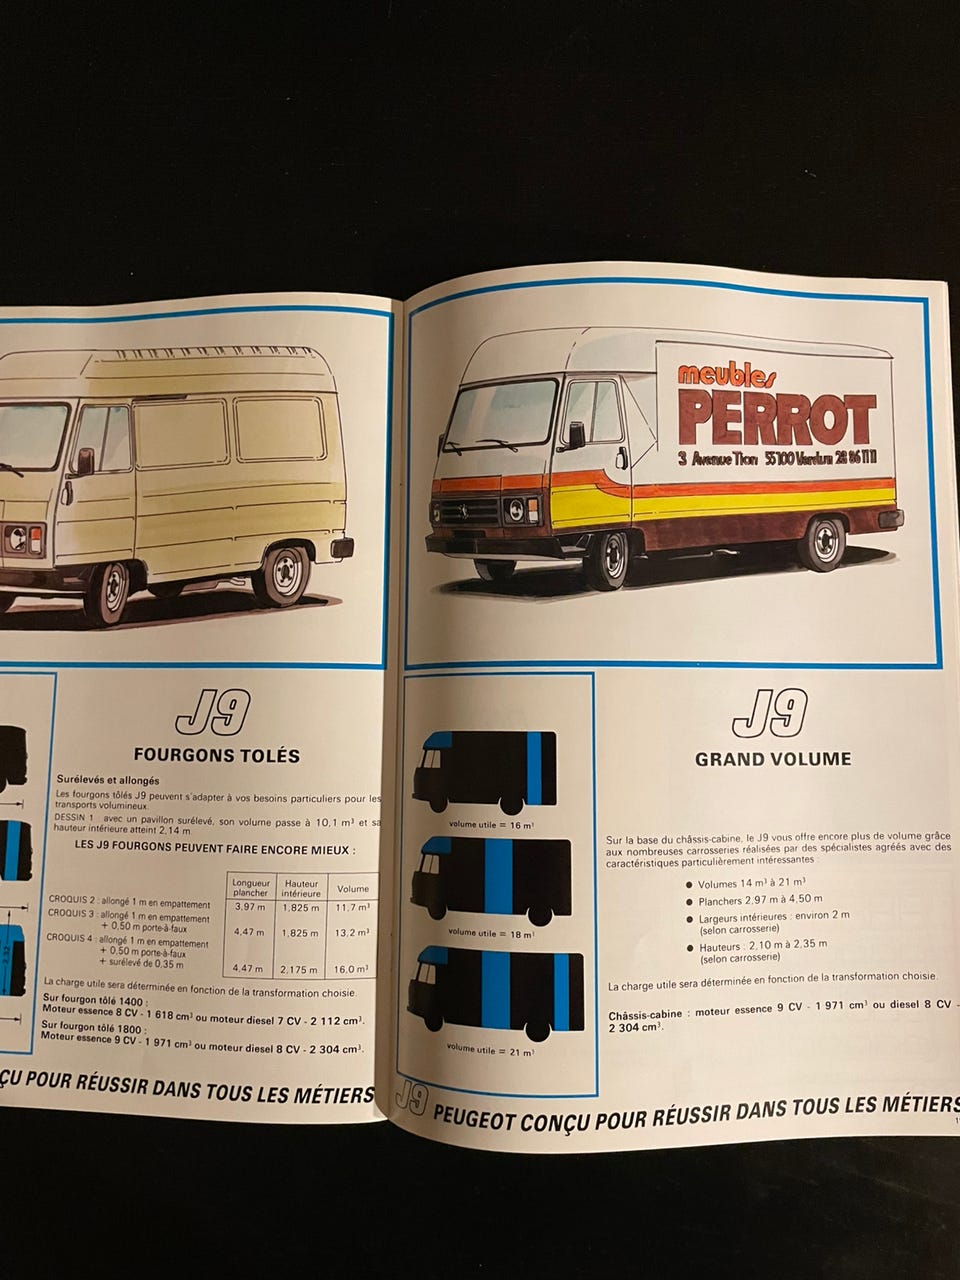 J9
FOURGONS TOLÉS
Surélevés et allongés
Les fourgons tôlés J9 peuvent s'adapter à vos besoins particuliers pour les
transports volumineux.
DESSIN 1 : avec un pavillon surélevé, son volume passe à 10,1 m³ et sa
hauteur intérieure atteint 2,14 m.
LES J9 FOURGONS PEUVENT FAIRE ENCORE MIEUX :
Longueur plancher Hauteur intérieure Volume
CROQUIS 2 : allongé 1 m en empattement 3,97 m 1,825 m 11,7 m³
CROQUIS 3 : allongé 1 m en empattement
+ 0,50 m porte-à-faux 4,47 m 1,825 m 13,2 m³
CROQUIS 4 : allongé 1 m en empattement
+ 0,50 m porte-à-faux
+ surélevé de 0,35 m 4,47 m 2,175 m 16,0 m³
La charge utile sera déterminée en fonction de la transformation choisie.
Sur fourgon tôlé 1400 :
Moteur essence 8 CV - 1 618 cm³ ou moteur diesel 7 CV - 2 112 cm³.
Sur fourgon tôlé 1800 :
Moteur essence 9 CV - 1 971 cm³ ou moteur diesel 8 CV - 2 304 cm³.
ÇU POUR RÉUSSIR DANS TOUS LES MÉTIERS
meubles
PERROT
3 Avenue Tion 55100 Verdun 28 86 11 11
volume utile = 16 m³
volume utile = 18 m³
volume utile = 21 m³
J9
GRAND VOLUME
Sur la base du châssis-cabine, le J9 vous offre encore plus de volume grâce
aux nombreuses carrosseries réalisées par des spécialistes agréés avec des
caractéristiques particulièrement intéressantes :
● Volumes 14 m³ à 21 m³
● Planchers 2,97 m à 4,50 m
● Largeurs intérieures : environ 2 m
(selon carrosserie)
● Hauteurs : 2,10 m à 2,35 m
(selon carrosserie)
La charge utile sera déterminée en fonction de la transformation choisie.
Châssis-cabine : moteur essence 9 CV - 1 971 cm³ ou diesel 8 CV -
2 304 cm³.
J9 PEUGEOT CONÇU POUR RÉUSSIR DANS TOUS LES MÉTIERS